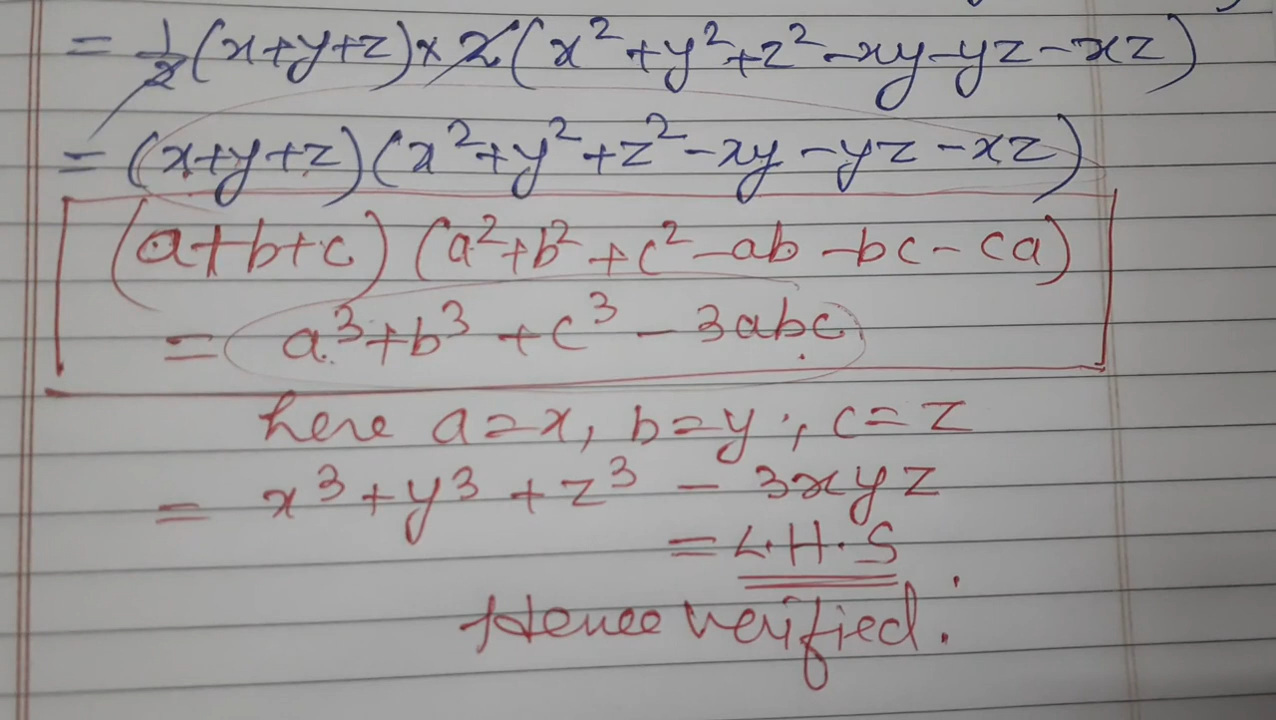 = 1/2 (x+y+z) × 2 (x² + y² + z² - xy - yz - xz)
= (x+y+z) (x² + y² + z² - xy - yz - xz)
(a+b+c) (a² + b² + c² - ab - bc - ca)
= a³ + b³ + c³ - 3abc
here a=x, b=y, c=z
= x³ + y³ + z³ - 3xyz
= L.H.S
Hence verified.